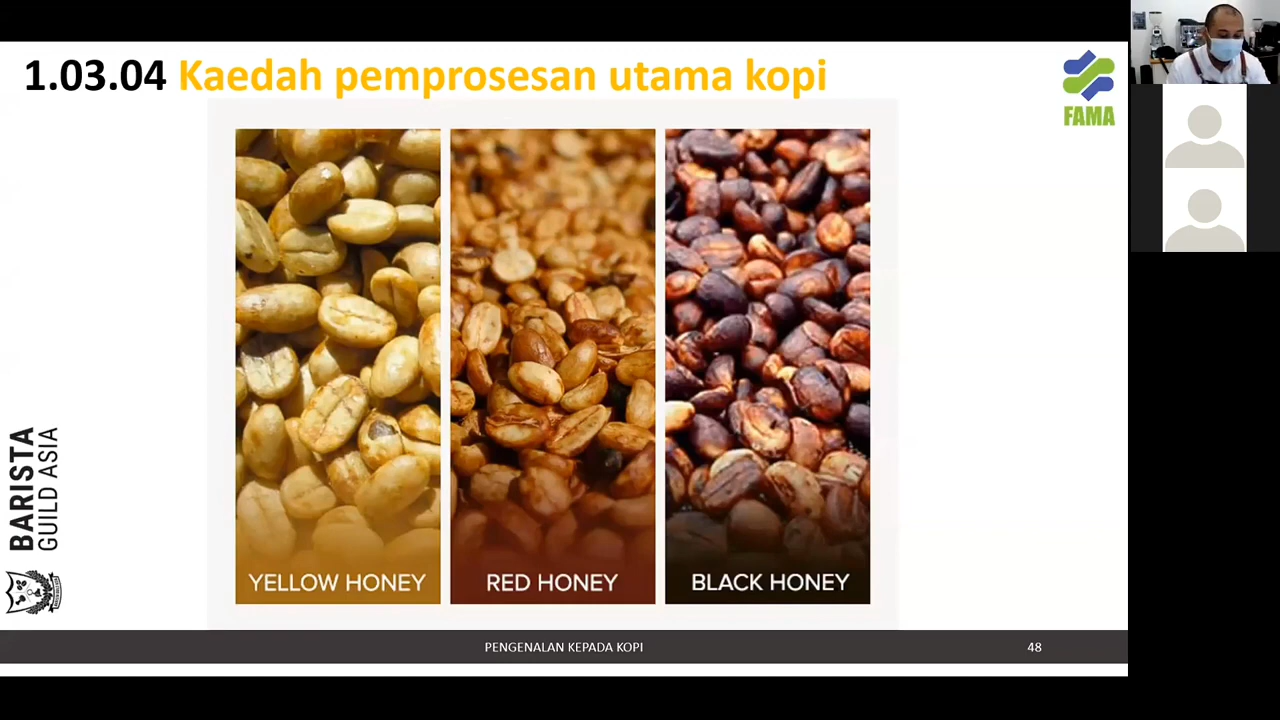 1.03.04 Kaedah pemprosesan utama kopi
FAMA
YELLOW HONEY
RED HONEY
BLACK HONEY
BARISTA
GUILD ASIA
PENGENALAN KEPADA KOPI
48